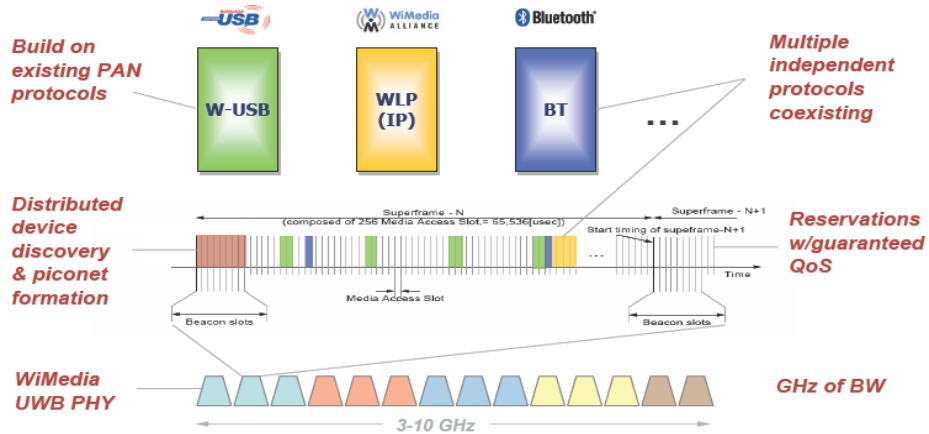 WIRELESS
USB
WiMedia
ALLIANCE
Bluetooth®
Build on
existing PAN
protocols
W-USB
WLP
(IP)
BT
...
Multiple
independent
protocols
coexisting
Distributed
device
discovery
& piconet
formation
Superframe - N
(composed of 256 Media Access Slot,= 65,536[usec])
Superframe - N+1
Start timing of supeframe-N+1
...
Time
Media Access Slot
Beacon slots
Beacon slots
Reservations
w/guaranteed
QoS
WiMedia
UWB PHY
GHz of BW
3-10 GHz